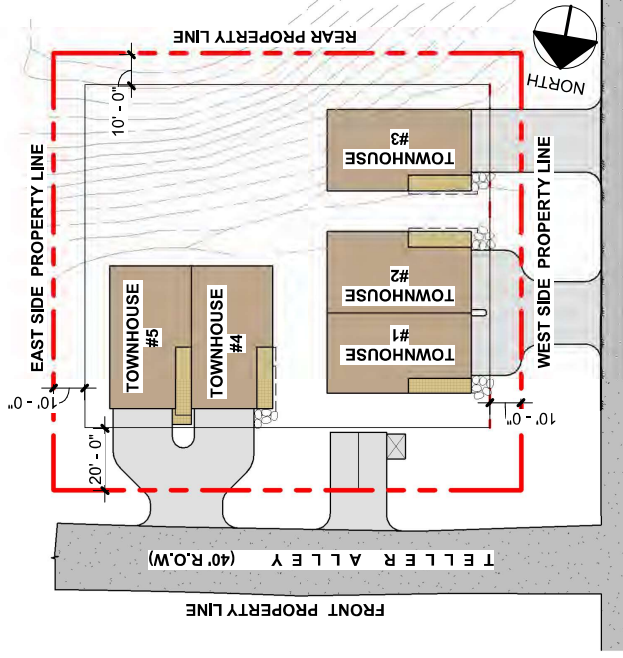 REAR PROPERTY LINE
NORTH
10' - 0"
EAST SIDE PROPERTY LINE
WEST SIDE PROPERTY LINE
TOWNHOUSE
#3
TOWNHOUSE
#2
TOWNHOUSE
#1
TOWNHOUSE
#5
TOWNHOUSE
#4
10' - 0"
10' - 0"
20' - 0"
TELLER ALLEY (40' R.O.W)
FRONT PROPERTY LINE